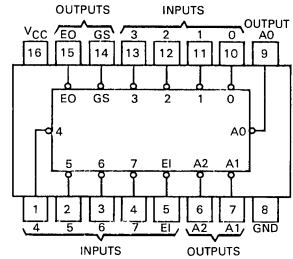 OUTPUTS INPUTS OUTPUT
VCC EO GS 3 2 1 0 A0
16 15 14 13 12 11 10 9
EO GS 3 2 1 0
4 A0
5 6 7 EI A2 A1
1 2 3 4 5 6 7 8
4 5 6 7 EI A2 A1 GND
INPUTS OUTPUTS